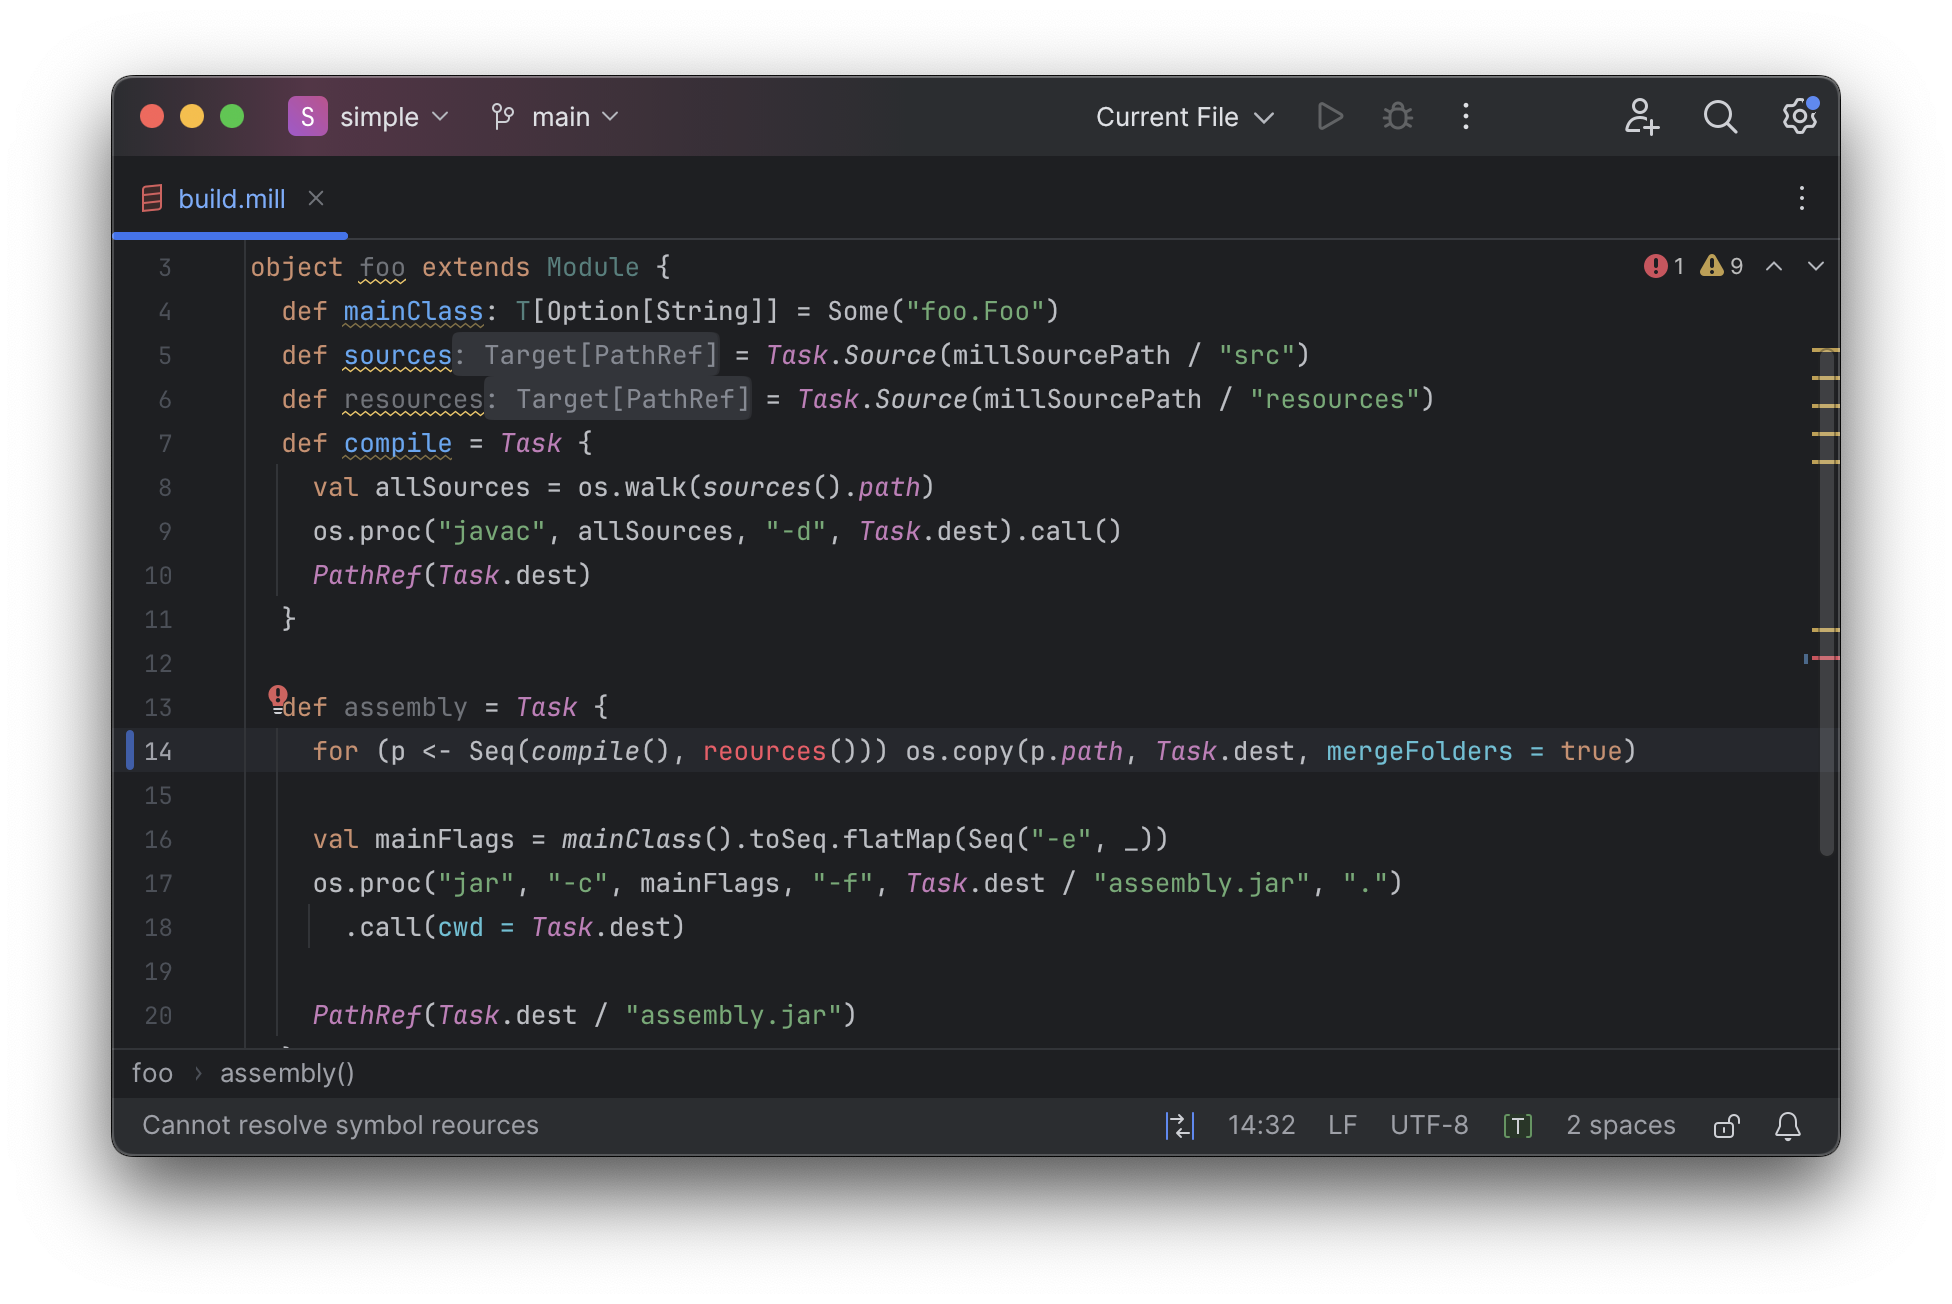 S simple main Current File
build.mill
3 object foo extends Module { 1 9
4 def mainClass: T[Option[String]] = Some("foo.Foo")
5 def sources: Target[PathRef] = Task.Source(millSourcePath / "src")
6 def resources: Target[PathRef] = Task.Source(millSourcePath / "resources")
7 def compile = Task {
8 val allSources = os.walk(sources().path)
9 os.proc("javac", allSources, "-d", Task.dest).call()
10 PathRef(Task.dest)
11 }
12
13 def assembly = Task {
14 for (p <- Seq(compile(), reources())) os.copy(p.path, Task.dest, mergeFolders = true)
15
16 val mainFlags = mainClass().toSeq.flatMap(Seq("-e", _))
17 os.proc("jar", "-c", mainFlags, "-f", Task.dest / "assembly.jar", ".")
18 .call(cwd = Task.dest)
19
20 PathRef(Task.dest / "assembly.jar")
foo › assembly()
Cannot resolve symbol reources 14:32 LF UTF-8 [T] 2 spaces